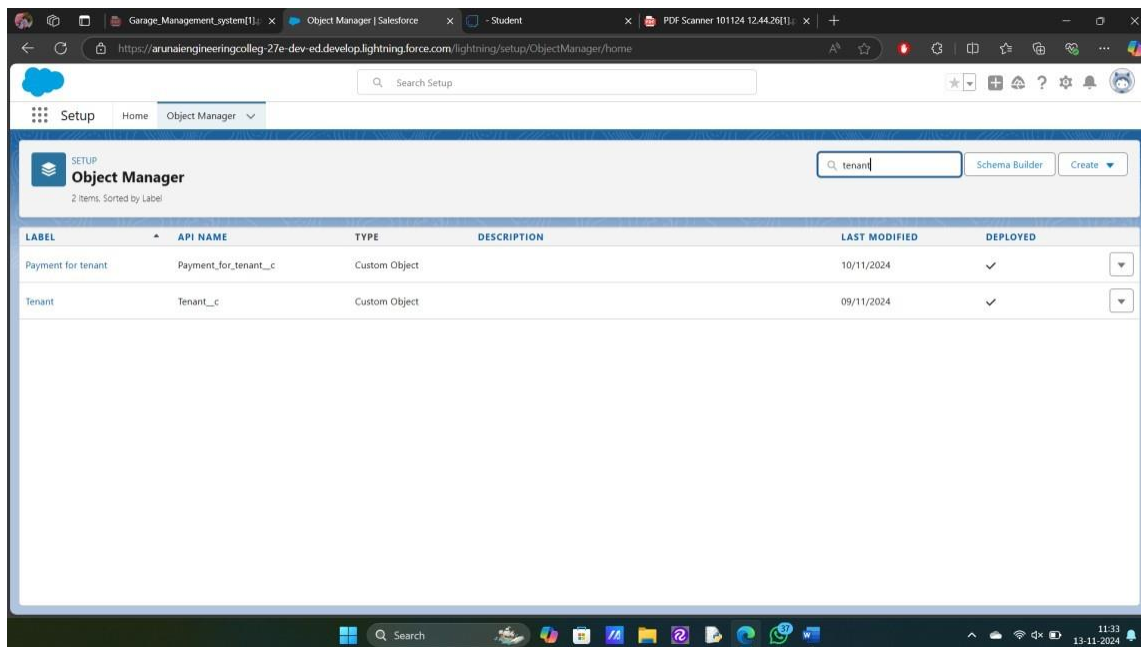 Garage_Management_system[1].
Object Manager | Salesforce
- Student
PDF Scanner 101124 12.44.26[1].
https://arunaiengineeringcolleg-27e-dev-ed.develop.lightning.force.com/lightning/setup/ObjectManager/home
Search Setup
Setup Home Object Manager
SETUP
Object Manager
2 Items, Sorted by Label
tenant
Schema Builder
Create
LABEL API NAME TYPE DESCRIPTION LAST MODIFIED DEPLOYED
Payment for tenant Payment_for_tenant__c Custom Object 10/11/2024
Tenant Tenant__c Custom Object 09/11/2024
Search
37
11:33
13-11-2024